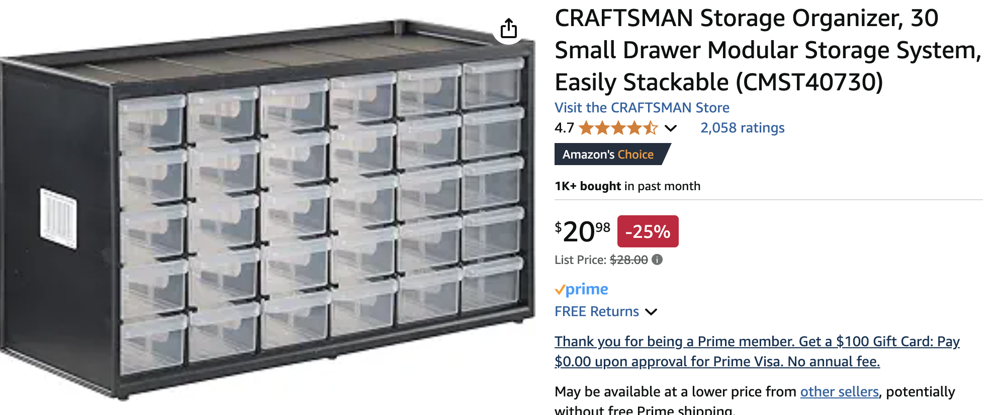 CRAFTSMAN Storage Organizer, 30
Small Drawer Modular Storage System,
Easily Stackable (CMST40730)
Visit the CRAFTSMAN Store
4.7 2,058 ratings
Amazon's Choice
1K+ bought in past month
$20.98 -25%
List Price: $28.00
prime
FREE Returns
Thank you for being a Prime member. Get a $100 Gift Card: Pay
$0.00 upon approval for Prime Visa. No annual fee.
May be available at a lower price from other sellers, potentially
without free Prime shipping.